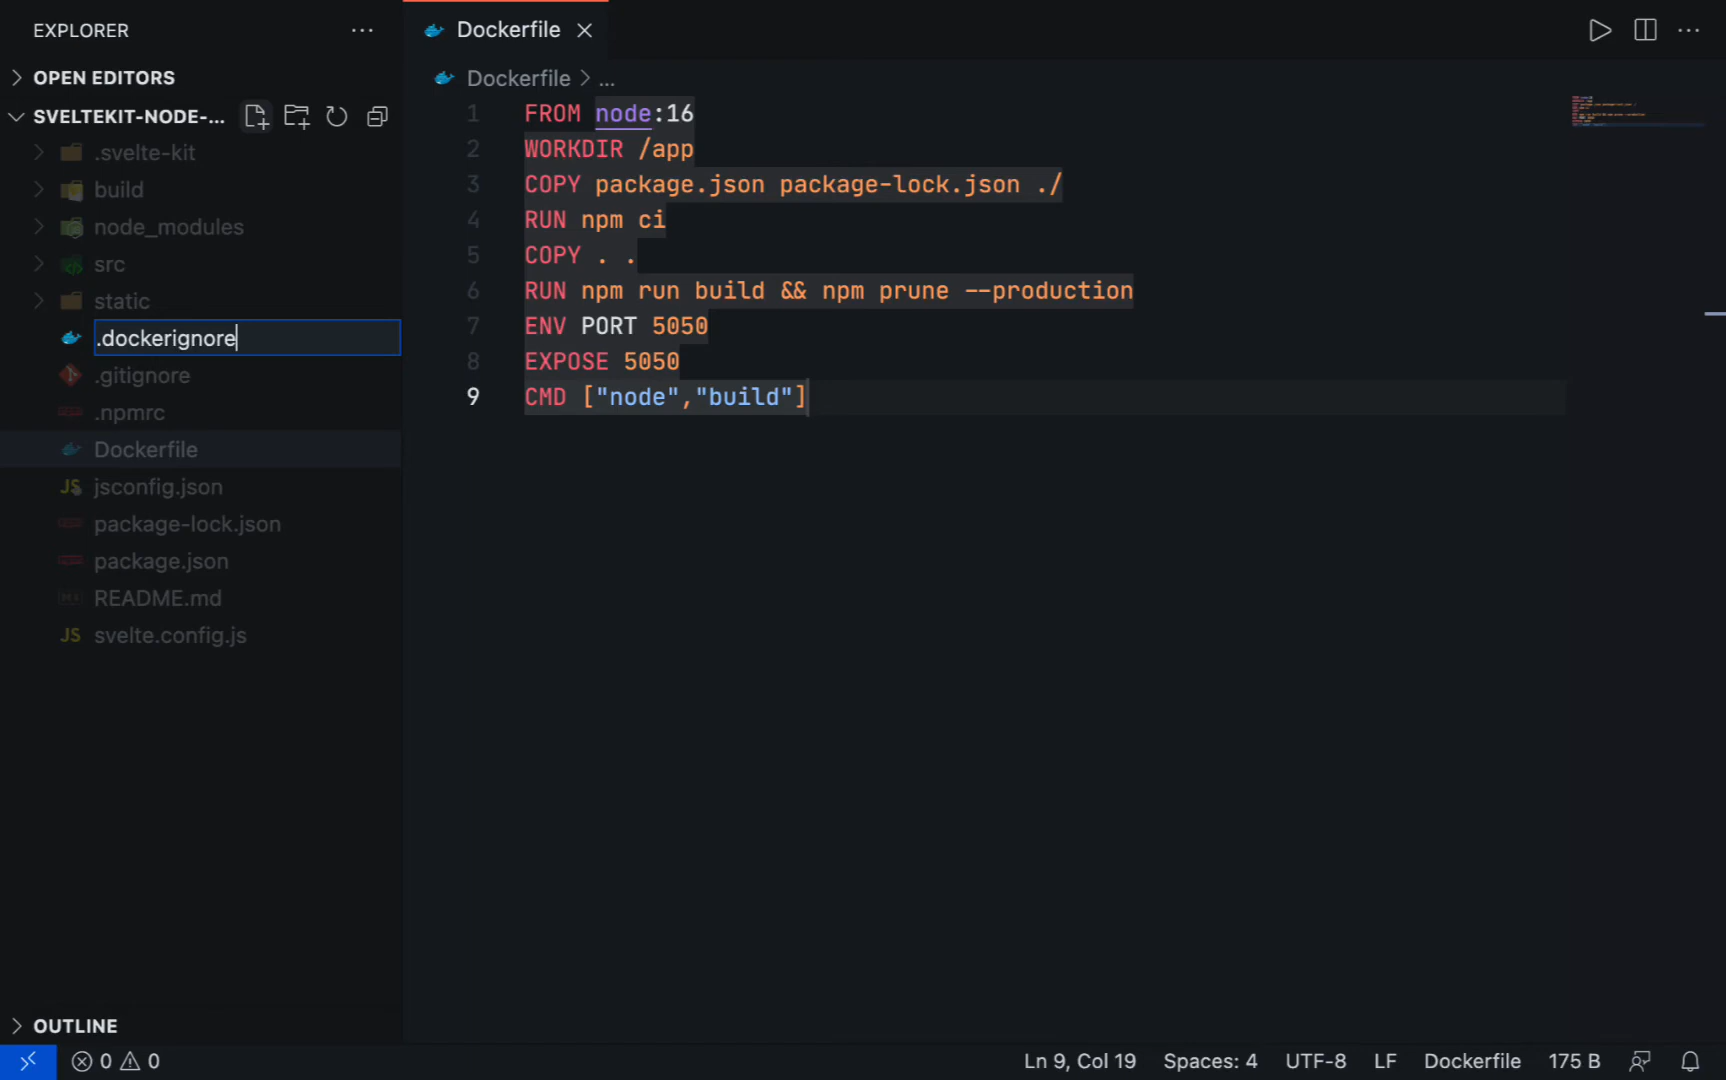 EXPLORER
OPEN EDITORS
SVELTEKIT-NODE-...
.svelte-kit
build
node_modules
src
static
.dockerignore
.gitignore
.npmrc
Dockerfile
jsconfig.json
package-lock.json
package.json
README.md
svelte.config.js
OUTLINE
Dockerfile
Dockerfile > ...
1 FROM node:16
2 WORKDIR /app
3 COPY package.json package-lock.json ./
4 RUN npm ci
5 COPY . .
6 RUN npm run build && npm prune --production
7 ENV PORT 5050
8 EXPOSE 5050
9 CMD ["node","build"]
0 0 Ln 9, Col 19 Spaces: 4 UTF-8 LF Dockerfile 175 B